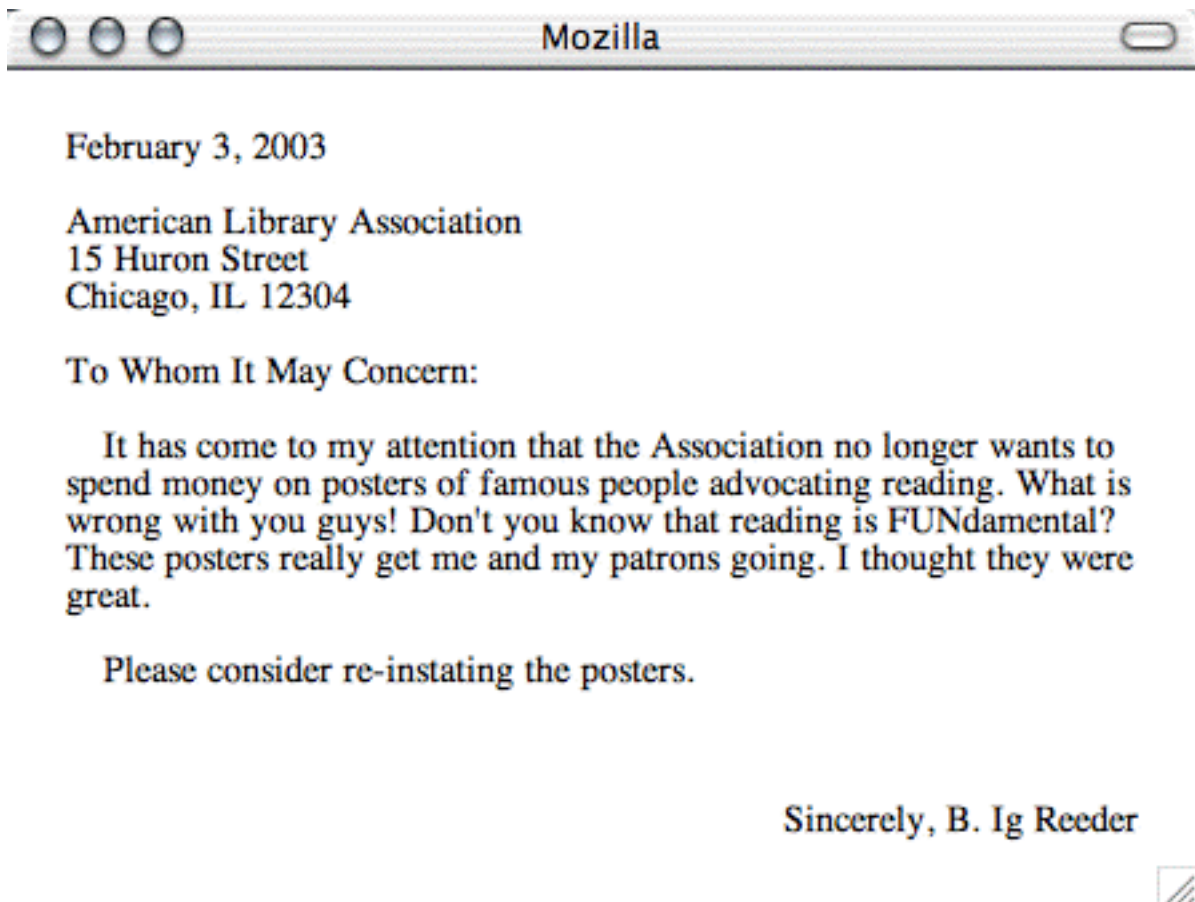 Mozilla
February 3, 2003
American Library Association
15 Huron Street
Chicago, IL 12304
To Whom It May Concern:
It has come to my attention that the Association no longer wants to
spend money on posters of famous people advocating reading. What is
wrong with you guys! Don't you know that reading is FUNdamental?
These posters really get me and my patrons going. I thought they were
great.
Please consider re-instating the posters.
Sincerely, B. Ig Reeder